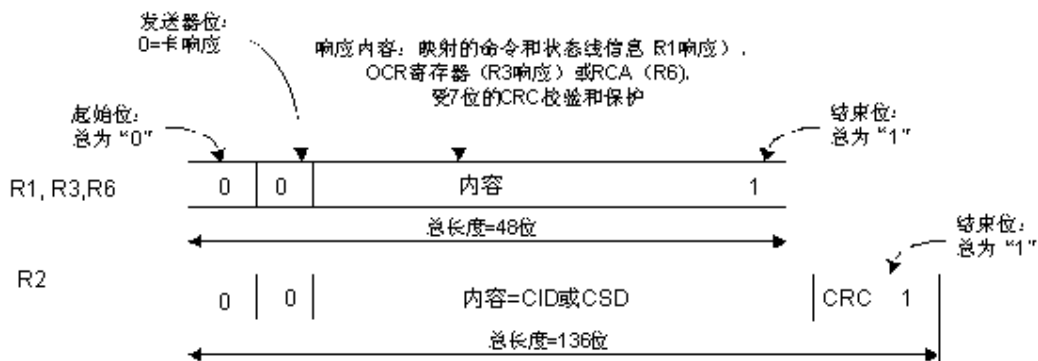 发送器位：
0=卡响应
响应内容：映射的命令和状态线信息 R1响应），
OCR寄存器（R3响应）或RCA（R6),
受7位的CRC校验和保护
起始位：
总为“0”
结束位：
总为“1”
R1, R3,R6
0 0 内容 1
总长度=48位
结束位：
总为“1”
R2
0 0 内容=CID或CSD CRC 1
总长度=136位